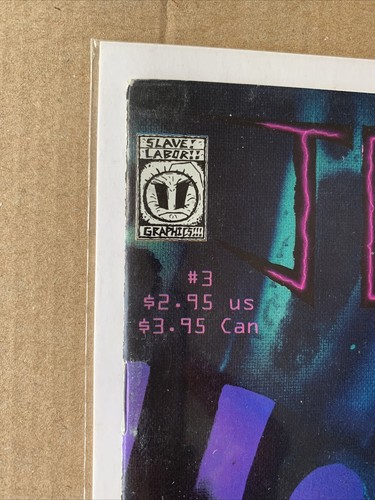 SLAVE!
LABOR!!
GRAPHICS!!!
#3
$2.95 us
$3.95 Can